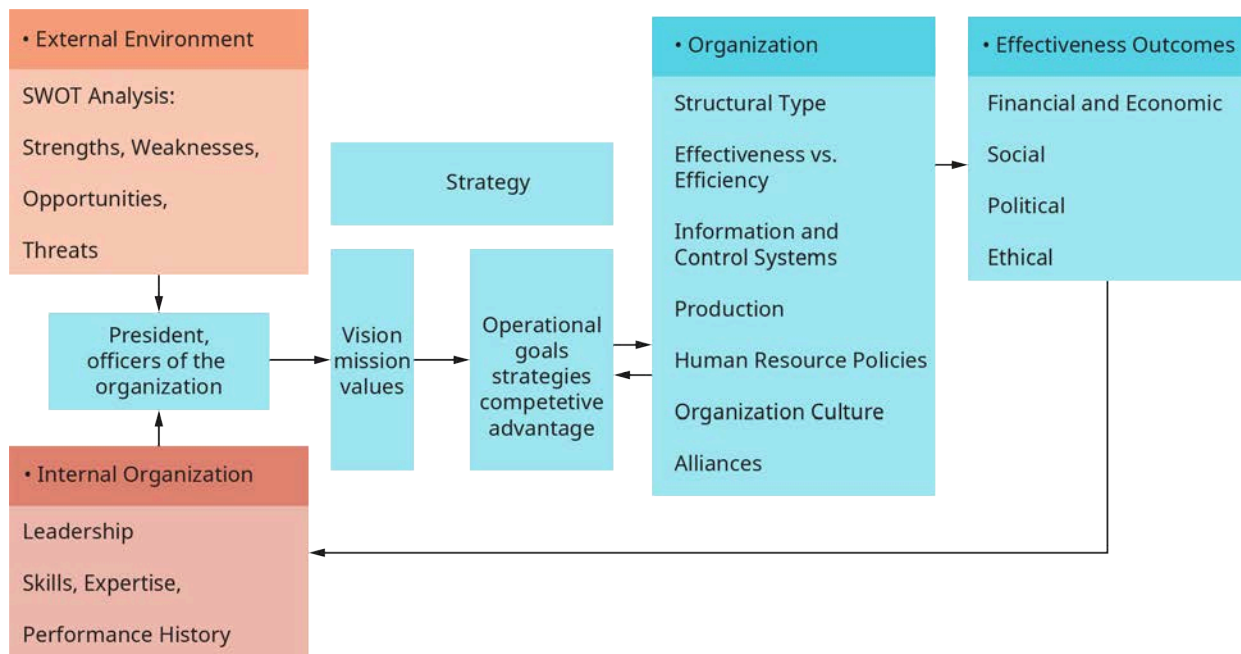 • External Environment
SWOT Analysis:
Strengths, Weaknesses,
Opportunities,
Threats
President,
officers of the
organization
• Internal Organization
Leadership
Skills, Expertise,
Performance History
Strategy
Vision
mission
values
Operational
goals
strategies
competetive
advantage
• Organization
Structural Type
Effectiveness vs.
Efficiency
Information and
Control Systems
Production
Human Resource Policies
Organization Culture
Alliances
• Effectiveness Outcomes
Financial and Economic
Social
Political
Ethical